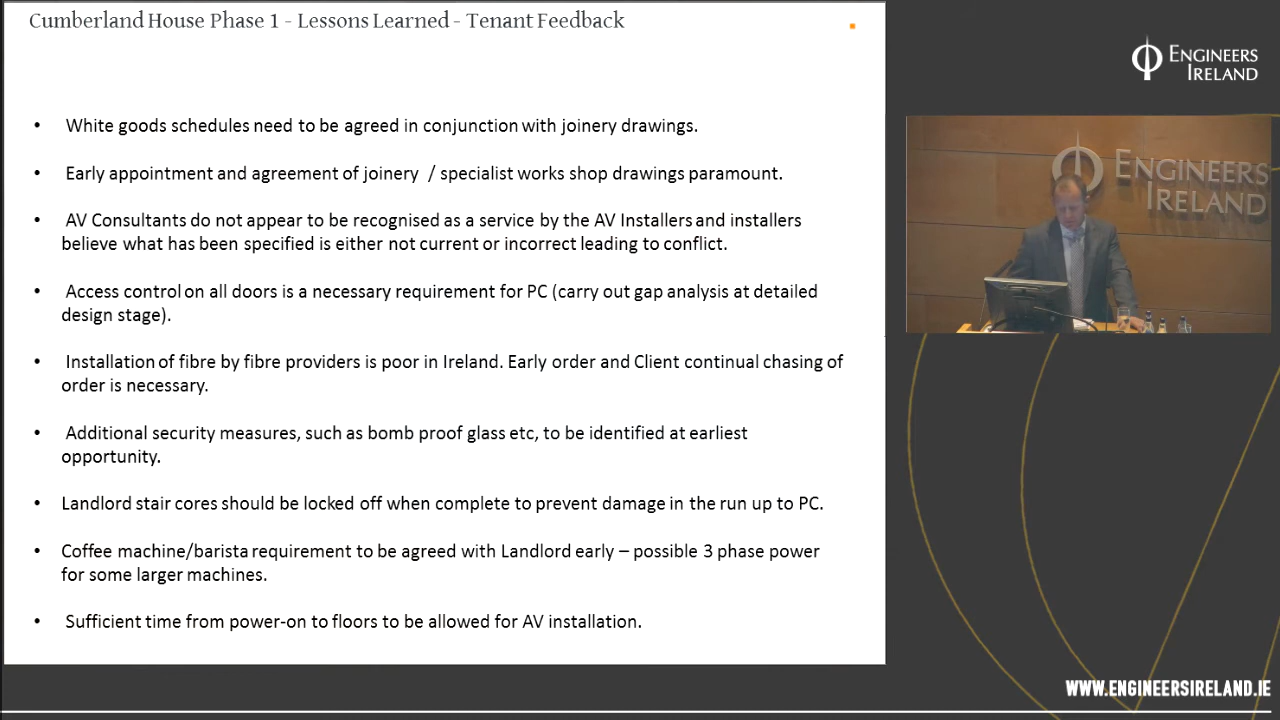 Cumberland House Phase 1 - Lessons Learned - Tenant Feedback
ENGINEERS
IRELAND
• White goods schedules need to be agreed in conjunction with joinery drawings.
• Early appointment and agreement of joinery / specialist works shop drawings paramount.
• AV Consultants do not appear to be recognised as a service by the AV Installers and installers
believe what has been specified is either not current or incorrect leading to conflict.
• Access control on all doors is a necessary requirement for PC (carry out gap analysis at detailed
design stage).
• Installation of fibre by fibre providers is poor in Ireland. Early order and Client continual chasing of
order is necessary.
• Additional security measures, such as bomb proof glass etc, to be identified at earliest
opportunity.
• Landlord stair cores should be locked off when complete to prevent damage in the run up to PC.
• Coffee machine/barista requirement to be agreed with Landlord early – possible 3 phase power
for some larger machines.
• Sufficient time from power-on to floors to be allowed for AV installation.
ENGINEERS
IRELAND
WWW.ENGINEERSIRELAND.IE